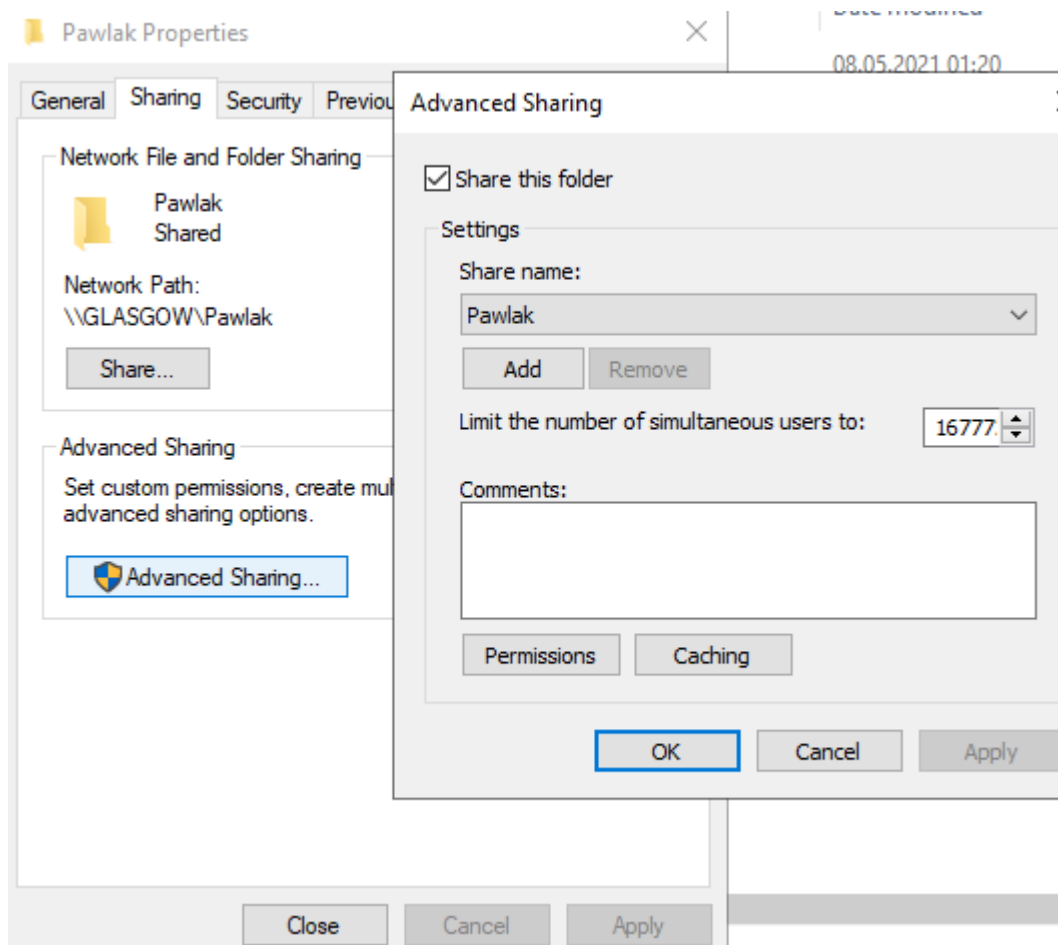 Pawlak Properties
Date modified
08.05.2021 01:20
General
Sharing
Security
Network File and Folder Sharing
Pawlak
Shared
Network Path:
\\GLASGOW\Pawlak
Share...
Advanced Sharing
Set custom permissions, create
advanced sharing options.
Advanced Sharing...
Close
Cancel
Apply
Advanced Sharing
Share this folder
Settings
Share name:
Pawlak
Add
Remove
Limit the number of simultaneous users to:
16777
Comments:
Permissions
Caching
OK
Cancel
Apply